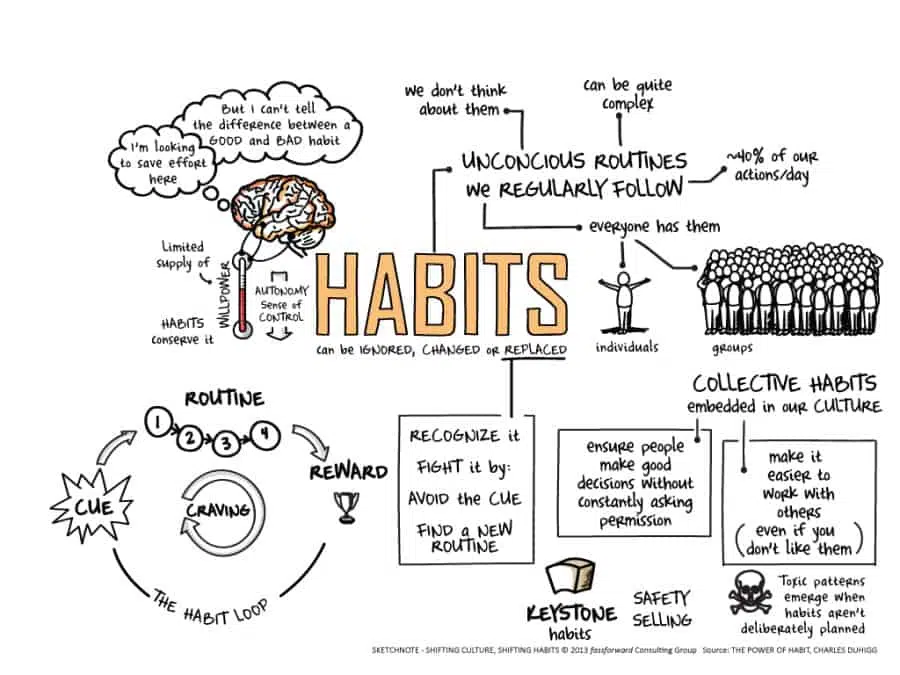 But I can't tell
the difference between a
GOOD and BAD habit
I'm looking
to save effort
here
Limited
supply of
WILLPOWER
HABITS
conserve it
AUTONOMY
Sense of
CONTROL
we don't think
about them
can be quite
complex
UNCONCIOUS ROUTINES
we REGULARLY FOLLOW
~40% of our
actions/day
everyone has them
individuals
groups
HABITS
can be IGNORED, CHANGED or REPLACED
RECOGNIZE it
FIGHT it by:
AVOID the CUE
FIND a NEW
ROUTINE
COLLECTIVE HABITS
embedded in our CULTURE
ensure people
make good
decisions without
constantly asking
permission
make it
easier to
work with
others
(even if you
don't like them)
ROUTINE
1 2 3 4
CUE
CRAVING
REWARD
THE HABIT LOOP
KEYSTONE
habits
SAFETY
SELLING
Toxic patterns
emerge when
habits aren't
deliberately planned
SKETCHNOTE - SHIFTING CULTURE, SHIFTING HABITS © 2013 fassforward Consulting Group Source: THE POWER OF HABIT, CHARLES DUHIGG